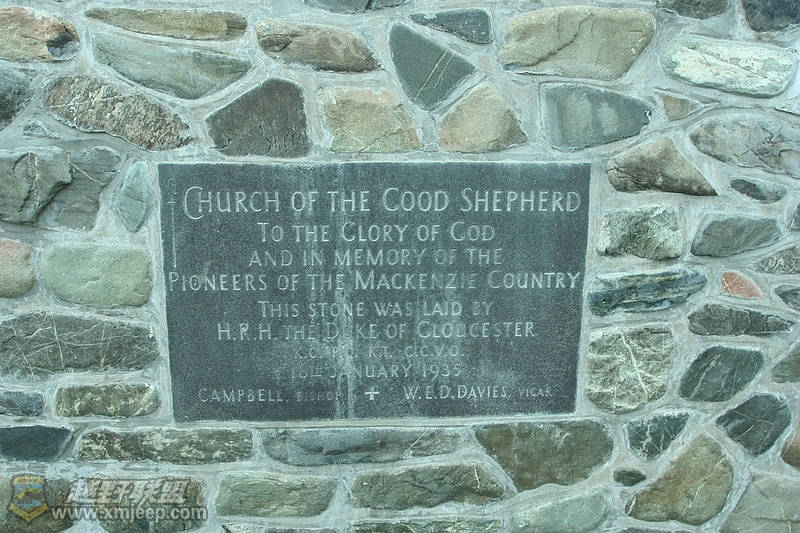 CHURCH OF THE GOOD SHEPHERD
TO THE GLORY OF GOD
AND IN MEMORY OF THE
PIONEERS OF THE MACKENZIE COUNTRY
THIS STONE WAS LAID BY
H.R.H. THE DUKE OF GLOUCESTER
K.G. P.C. K.T. G.C.V.O.
16TH JANUARY 1935
CAMPBELL. BISHOP + W.E.D. DAVIES. VICAR
越野联盟
www.xmjeep.com